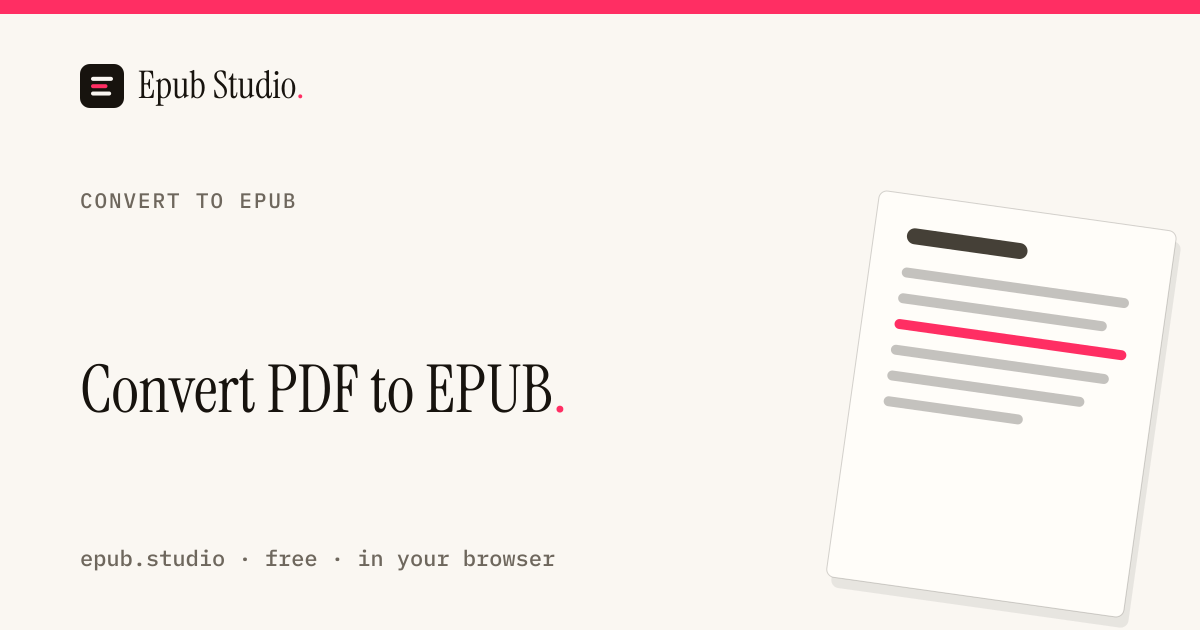 Epub Studio.
CONVERT TO EPUB
Convert PDF to EPUB.
epub.studio · free · in your browser